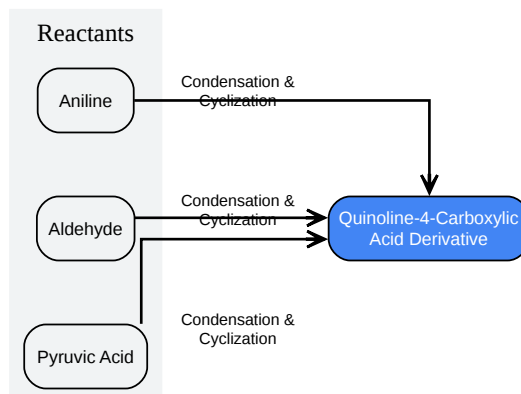 Reactants
Condensation &
Cyclization
Aniline
Condensation &
Cyclization
Aldehyde
Quinoline-4-Carboxylic
Acid Derivative
Condensation &
Cyclization
Pyruvic Acid